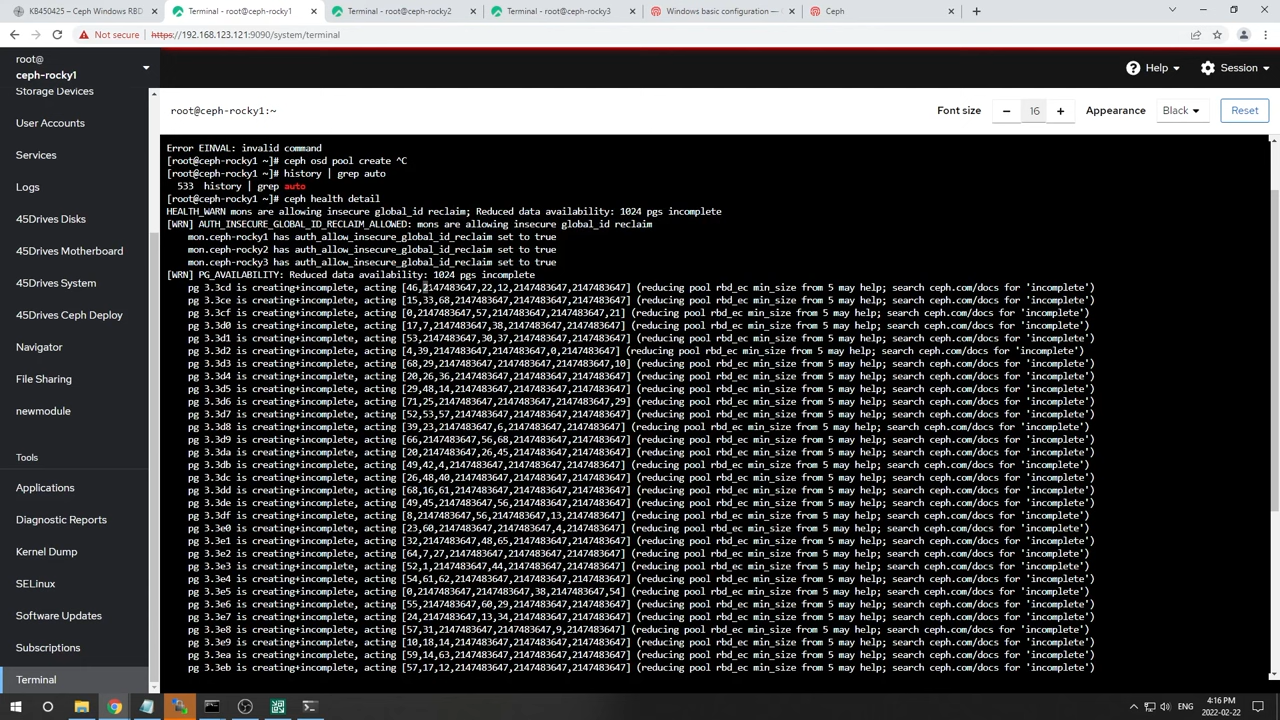 KB450425 – Ceph Windows RBD
Terminal - root@ceph-rocky1
Terminal - root@ceph-rocky2
Terminal - root@ceph-rocky3
Windows basic configuration —
Ceph
Not secure
https://192.168.123.121:9090/system/terminal
root@
ceph-rocky1
Help
Session
Storage Devices
User Accounts
Services
Logs
45Drives Disks
45Drives Motherboard
45Drives System
45Drives Ceph Deploy
Navigator
File Sharing
newmodule
Tools
Applications
Diagnostic Reports
Kernel Dump
SELinux
Software Updates
Subscriptions
Terminal
root@ceph-rocky1:~
Font size
16
Appearance
Black
Reset
Error EINVAL: invalid command
[root@ceph-rocky1 ~]# ceph osd pool create ^C
[root@ceph-rocky1 ~]# history | grep auto
533 history | grep auto
[root@ceph-rocky1 ~]# ceph health detail
HEALTH_WARN mons are allowing insecure global_id reclaim; Reduced data availability: 1024 pgs incomplete
[WRN] AUTH_INSECURE_GLOBAL_ID_RECLAIM_ALLOWED: mons are allowing insecure global_id reclaim
mon.ceph-rocky1 has auth_allow_insecure_global_id_reclaim set to true
mon.ceph-rocky2 has auth_allow_insecure_global_id_reclaim set to true
mon.ceph-rocky3 has auth_allow_insecure_global_id_reclaim set to true
[WRN] PG_AVAILABILITY: Reduced data availability: 1024 pgs incomplete
pg 3.3cd is creating+incomplete, acting [46,2147483647,22,12,2147483647,2147483647] (reducing pool rbd_ec min_size from 5 may help; search ceph.com/docs for 'incomplete')
pg 3.3ce is creating+incomplete, acting [15,33,68,2147483647,2147483647,2147483647] (reducing pool rbd_ec min_size from 5 may help; search ceph.com/docs for 'incomplete')
pg 3.3cf is creating+incomplete, acting [0,2147483647,57,2147483647,2147483647,21] (reducing pool rbd_ec min_size from 5 may help; search ceph.com/docs for 'incomplete')
pg 3.3d0 is creating+incomplete, acting [17,7,2147483647,38,2147483647,2147483647] (reducing pool rbd_ec min_size from 5 may help; search ceph.com/docs for 'incomplete')
pg 3.3d1 is creating+incomplete, acting [53,2147483647,30,37,2147483647,2147483647] (reducing pool rbd_ec min_size from 5 may help; search ceph.com/docs for 'incomplete')
pg 3.3d2 is creating+incomplete, acting [4,39,2147483647,2147483647,0,2147483647] (reducing pool rbd_ec min_size from 5 may help; search ceph.com/docs for 'incomplete')
pg 3.3d3 is creating+incomplete, acting [68,29,2147483647,2147483647,2147483647,10] (reducing pool rbd_ec min_size from 5 may help; search ceph.com/docs for 'incomplete')
pg 3.3d4 is creating+incomplete, acting [20,26,36,2147483647,2147483647,2147483647] (reducing pool rbd_ec min_size from 5 may help; search ceph.com/docs for 'incomplete')
pg 3.3d5 is creating+incomplete, acting [29,48,14,2147483647,2147483647,2147483647] (reducing pool rbd_ec min_size from 5 may help; search ceph.com/docs for 'incomplete')
pg 3.3d6 is creating+incomplete, acting [71,25,2147483647,2147483647,2147483647,29] (reducing pool rbd_ec min_size from 5 may help; search ceph.com/docs for 'incomplete')
pg 3.3d7 is creating+incomplete, acting [52,53,57,2147483647,2147483647,2147483647] (reducing pool rbd_ec min_size from 5 may help; search ceph.com/docs for 'incomplete')
pg 3.3d8 is creating+incomplete, acting [39,23,2147483647,6,2147483647,2147483647] (reducing pool rbd_ec min_size from 5 may help; search ceph.com/docs for 'incomplete')
pg 3.3d9 is creating+incomplete, acting [66,2147483647,56,68,2147483647,2147483647] (reducing pool rbd_ec min_size from 5 may help; search ceph.com/docs for 'incomplete')
pg 3.3da is creating+incomplete, acting [20,2147483647,26,45,2147483647,2147483647] (reducing pool rbd_ec min_size from 5 may help; search ceph.com/docs for 'incomplete')
pg 3.3db is creating+incomplete, acting [49,42,4,2147483647,2147483647,2147483647] (reducing pool rbd_ec min_size from 5 may help; search ceph.com/docs for 'incomplete')
pg 3.3dc is creating+incomplete, acting [26,48,40,2147483647,2147483647,2147483647] (reducing pool rbd_ec min_size from 5 may help; search ceph.com/docs for 'incomplete')
pg 3.3dd is creating+incomplete, acting [68,16,61,2147483647,2147483647,2147483647] (reducing pool rbd_ec min_size from 5 may help; search ceph.com/docs for 'incomplete')
pg 3.3de is creating+incomplete, acting [49,45,2147483647,56,2147483647,2147483647] (reducing pool rbd_ec min_size from 5 may help; search ceph.com/docs for 'incomplete')
pg 3.3df is creating+incomplete, acting [8,2147483647,56,2147483647,13,2147483647] (reducing pool rbd_ec min_size from 5 may help; search ceph.com/docs for 'incomplete')
pg 3.3e0 is creating+incomplete, acting [23,60,2147483647,2147483647,4,2147483647] (reducing pool rbd_ec min_size from 5 may help; search ceph.com/docs for 'incomplete')
pg 3.3e1 is creating+incomplete, acting [32,2147483647,48,65,2147483647,2147483647] (reducing pool rbd_ec min_size from 5 may help; search ceph.com/docs for 'incomplete')
pg 3.3e2 is creating+incomplete, acting [64,7,27,2147483647,2147483647,2147483647] (reducing pool rbd_ec min_size from 5 may help; search ceph.com/docs for 'incomplete')
pg 3.3e3 is creating+incomplete, acting [52,1,2147483647,44,2147483647,2147483647] (reducing pool rbd_ec min_size from 5 may help; search ceph.com/docs for 'incomplete')
pg 3.3e4 is creating+incomplete, acting [54,61,62,2147483647,2147483647,2147483647] (reducing pool rbd_ec min_size from 5 may help; search ceph.com/docs for 'incomplete')
pg 3.3e5 is creating+incomplete, acting [0,2147483647,2147483647,38,2147483647,54] (reducing pool rbd_ec min_size from 5 may help; search ceph.com/docs for 'incomplete')
pg 3.3e6 is creating+incomplete, acting [55,2147483647,60,29,2147483647,2147483647] (reducing pool rbd_ec min_size from 5 may help; search ceph.com/docs for 'incomplete')
pg 3.3e7 is creating+incomplete, acting [24,2147483647,13,34,2147483647,2147483647] (reducing pool rbd_ec min_size from 5 may help; search ceph.com/docs for 'incomplete')
pg 3.3e8 is creating+incomplete, acting [57,31,2147483647,2147483647,9,2147483647] (reducing pool rbd_ec min_size from 5 may help; search ceph.com/docs for 'incomplete')
pg 3.3e9 is creating+incomplete, acting [10,18,14,2147483647,2147483647,2147483647] (reducing pool rbd_ec min_size from 5 may help; search ceph.com/docs for 'incomplete')
pg 3.3ea is creating+incomplete, acting [59,14,63,2147483647,2147483647,2147483647] (reducing pool rbd_ec min_size from 5 may help; search ceph.com/docs for 'incomplete')
pg 3.3eb is creating+incomplete, acting [57,17,12,2147483647,2147483647,2147483647] (reducing pool rbd_ec min_size from 5 may help; search ceph.com/docs for 'incomplete')
ENG
4:16 PM
2022-02-22